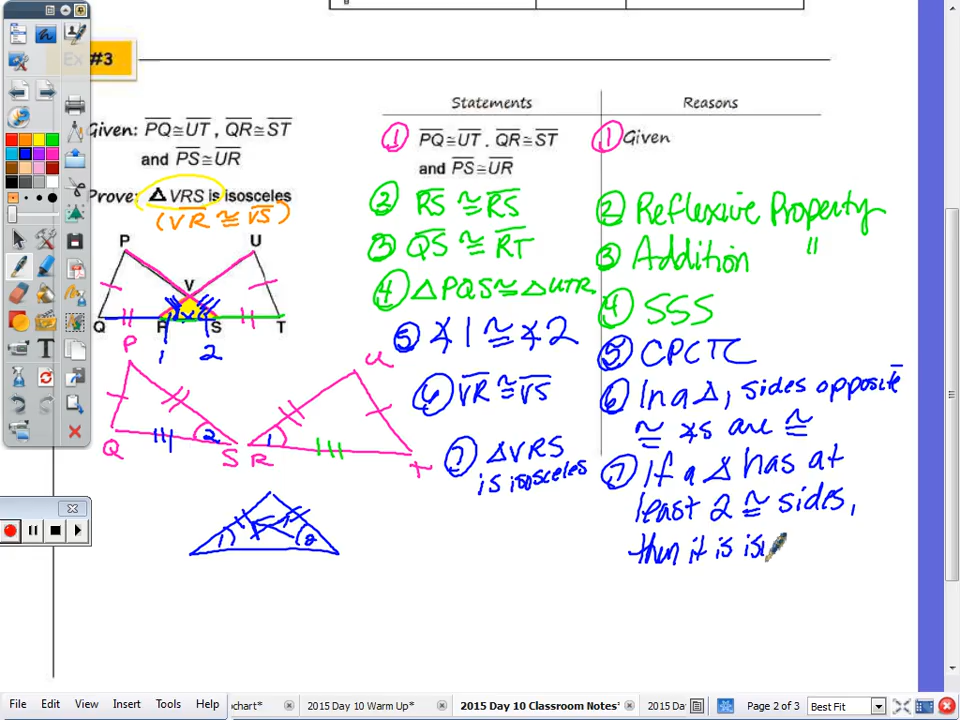 Ex #3
Statements
Reasons
Given: PQ≅UT , QR≅ST
and PS≅UR
Prove: △VRS is isosceles
(VR ≅ VS)
① PQ≅UT . QR≅ST
and PS≅UR
① Given
② RS ≅ RS
② Reflexive Property
③ QS ≅ RT
③ Addition "
④ △PQS≅△UTR
④ SSS
⑤ ∡1 ≅ ∡2
⑤ CPCTC
⑥ VR ≅ VS
⑥ In a △, sides opposite
≅ ∡s are ≅
⑦ △VRS
is isosceles
⑦ If a △ has at
least 2 ≅ sides,
then it is iso
P
U
V
Q
R
S
T
1
2
P
U
Q
2
S
R
1
T
1
2
File Edit View Insert Tools Help
ochart*
2015 Day 10 Warm Up*
2015 Day 10 Classroom Notes*
2015 Day
Page 2 of 3
Best Fit